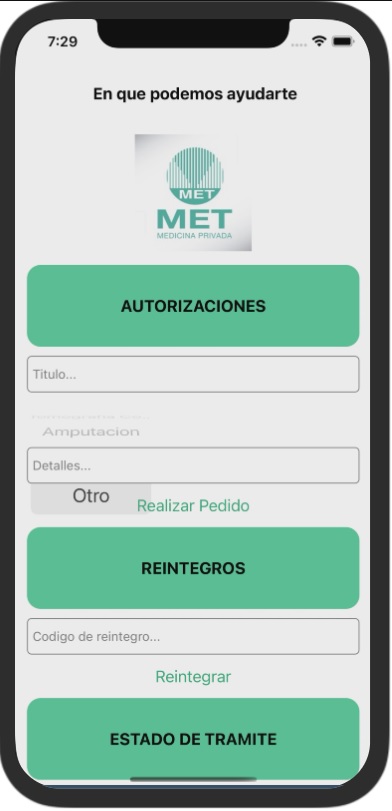 7:29
En que podemos ayudarte
MET
MET
MEDICINA PRIVADA
AUTORIZACIONES
Titulo...
Amputacion
Detalles...
Otro
Realizar Pedido
REINTEGROS
Codigo de reintegro...
Reintegrar
ESTADO DE TRAMITE